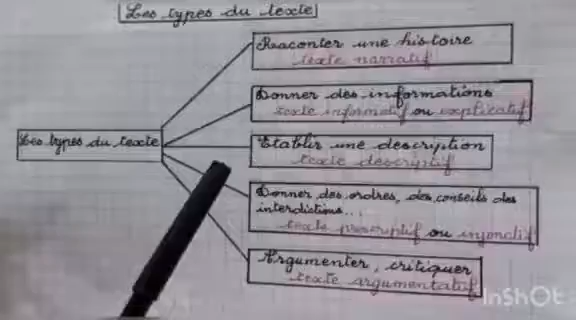 Les types du texte
Raconter une histoire
texte narratif
Donner des informations
texte informatif ou explicatif
Les types du texte
Etablir une description
texte descriptif
Donner des ordres, des conseils des
interdictions...
texte prescriptif ou injonctif
Argumenter, critiquer
texte argumentatif
InShOt